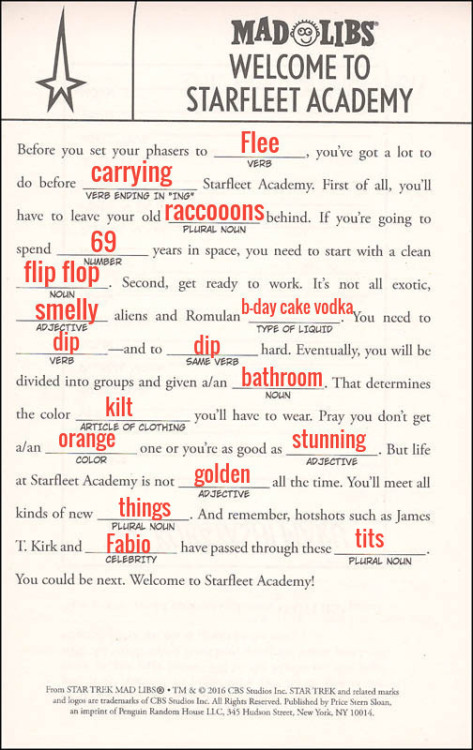 MAD LIBS®
WELCOME TO
STARFLEET ACADEMY
Before you set your phasers to Flee, you've got a lot to
VERB
do before carrying Starfleet Academy. First of all, you'll
VERB ENDING IN "ING"
have to leave your old raccooons behind. If you're going to
PLURAL NOUN
spend 69 years in space, you need to start with a clean
NUMBER
flip flop. Second, get ready to work. It's not all exotic,
NOUN
smelly aliens and Romulan b-day cake vodka. You need to
ADJECTIVE TYPE OF LIQUID
dip—and to dip hard. Eventually, you will be
VERB SAME VERB
divided into groups and given a/an bathroom. That determines
NOUN
the color kilt you'll have to wear. Pray you don't get
ARTICLE OF CLOTHING
a/an orange one or you're as good as stunning. But life
COLOR ADJECTIVE
at Starfleet Academy is not golden all the time. You'll meet all
ADJECTIVE
kinds of new things. And remember, hotshots such as James
PLURAL NOUN
T. Kirk and Fabio have passed through these tits.
CELEBRITY PLURAL NOUN
You could be next. Welcome to Starfleet Academy!
From STAR TREK MAD LIBS® • TM & © 2016 CBS Studios Inc. STAR TREK and related marks
and logos are trademarks of CBS Studios Inc. All Rights Reserved. Published by Price Stern Sloan,
an imprint of Penguin Random House LLC, 345 Hudson Street, New York, NY 10014.